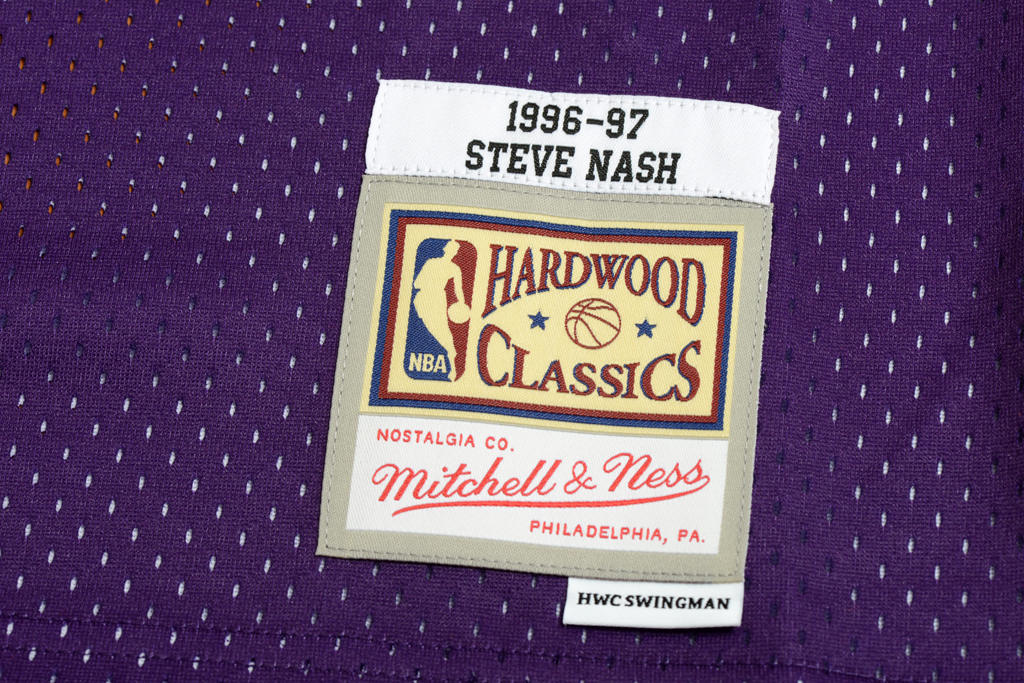 1996-97
STEVE NASH
HARDWOOD
CLASSICS
NBA
NOSTALGIA CO.
Mitchell & Ness
PHILADELPHIA, PA.
HWC SWINGMAN